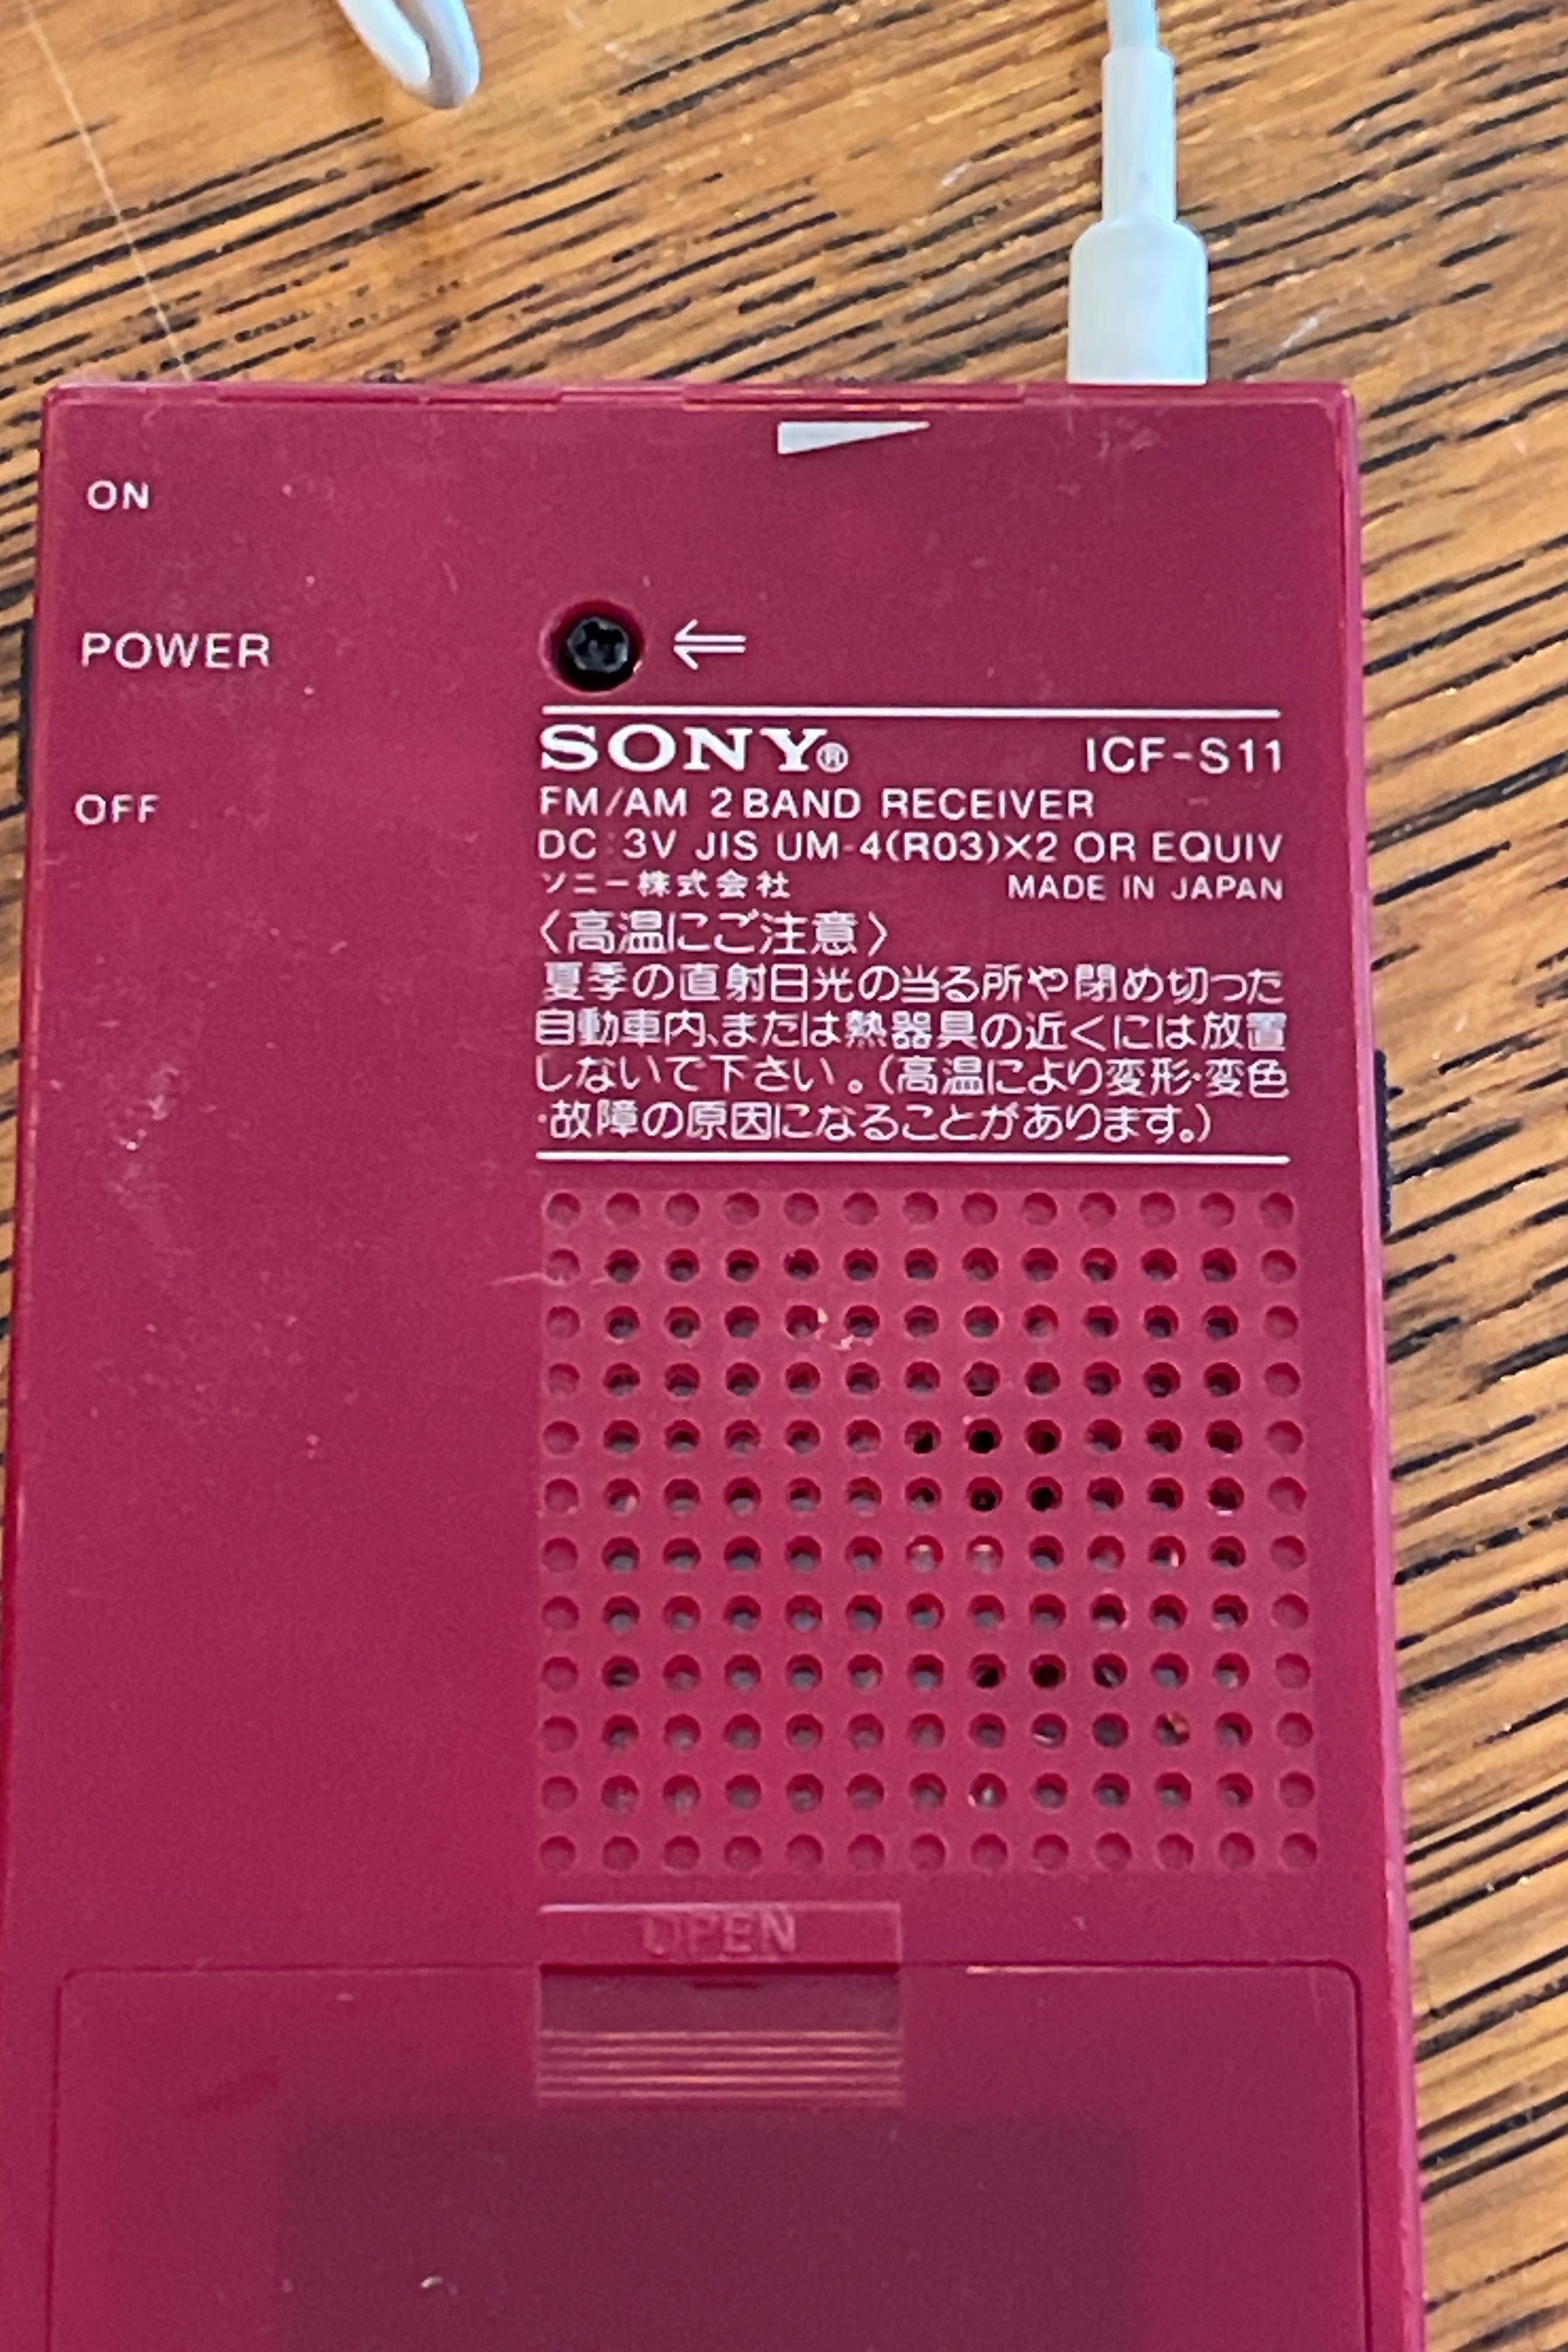 ON
POWER
OFF
⇐
SONY® ICF-S11
FM/AM 2 BAND RECEIVER
DC 3V JIS UM-4(R03)×2 OR EQUIV
ソニー株式会社 MADE IN JAPAN
〈高温にご注意〉
夏季の直射日光の当る所や閉め切った
自動車内、または熱器具の近くには放置
しないで下さい。(高温により変形・変色
・故障の原因になることがあります。)
OPEN